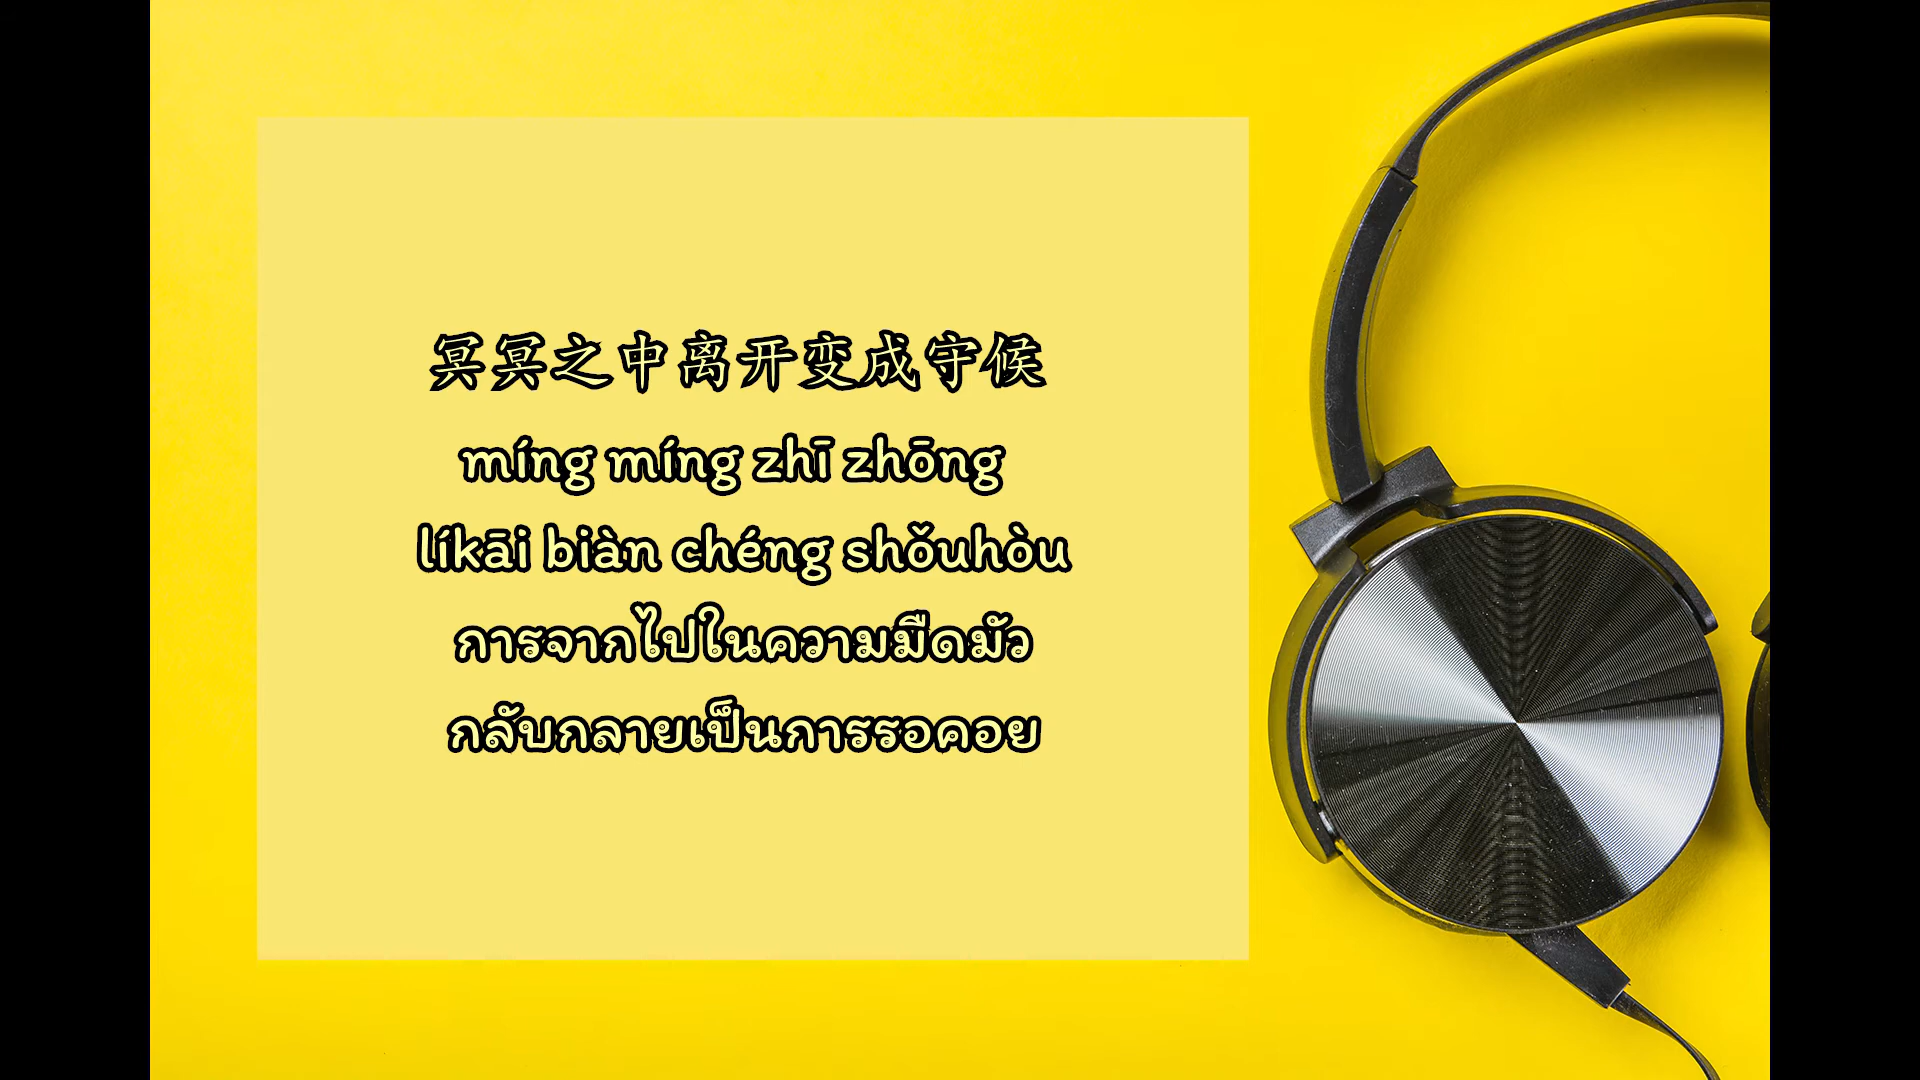 冥冥之中离开变成守候
míng míng zhī zhōng
líkāi biàn chéng shǒuhòu
การจากไปในความมืดมัว
กลับกลายเป็นการรอคอย